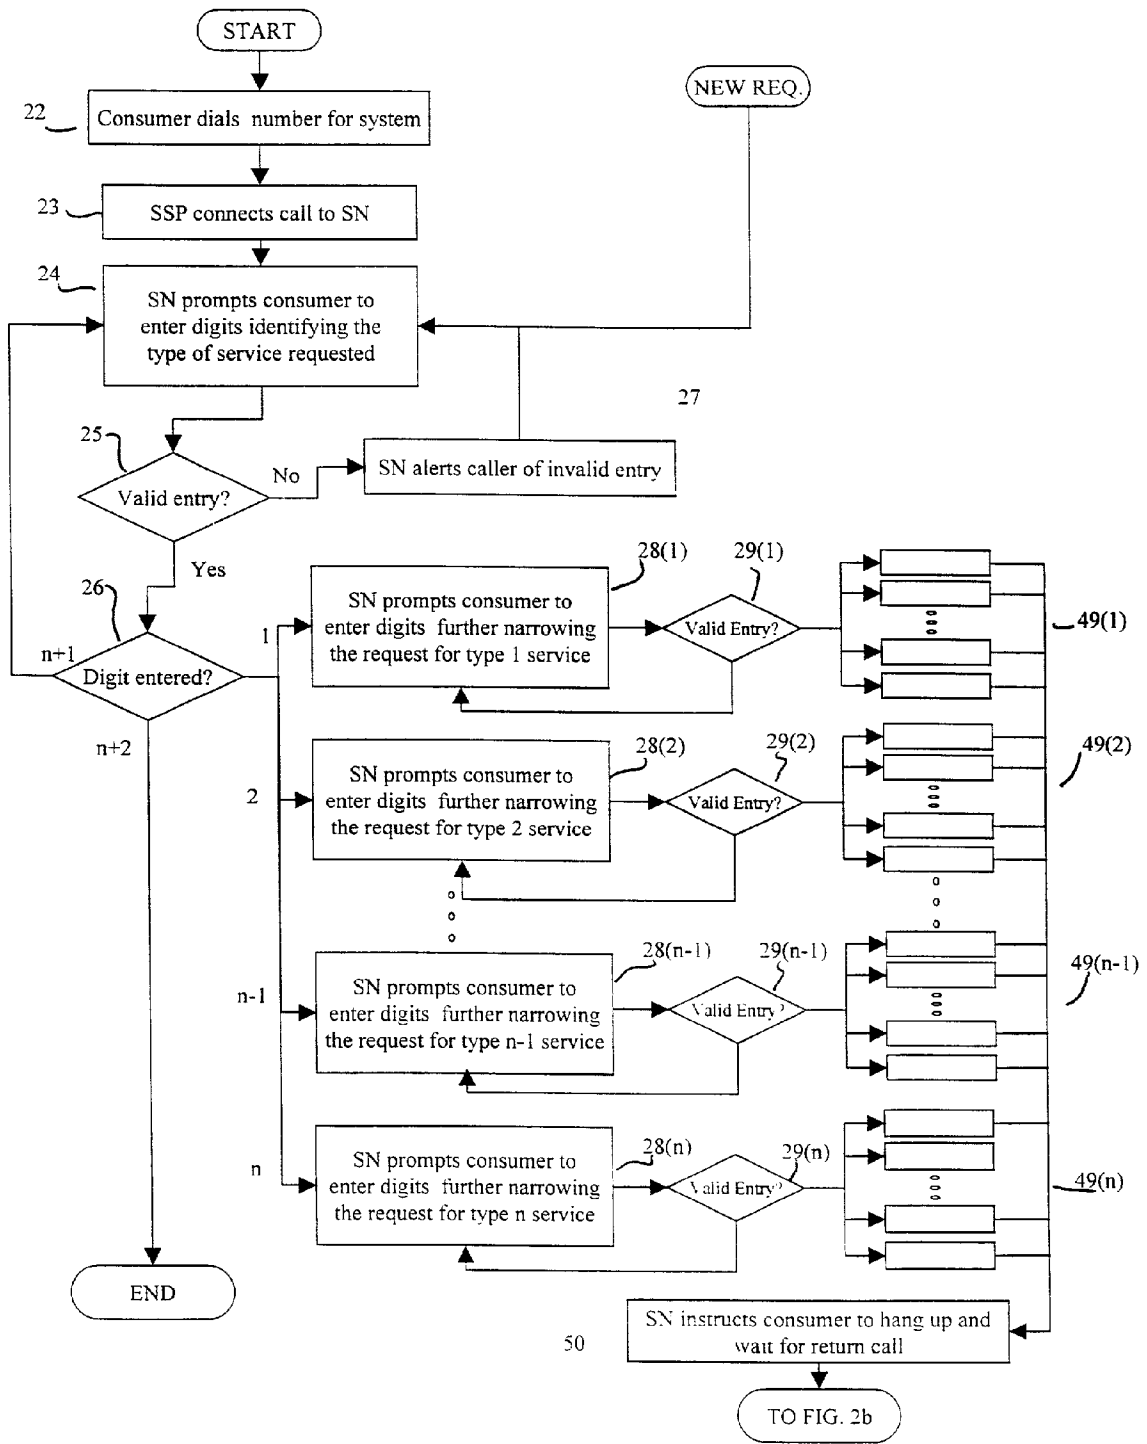 START
NEW REQ.
22
Consumer dials number for system
23
SSP connects call to SN
24
SN prompts consumer to
enter digits identifying the
type of service requested
27
25
Valid entry?
No
SN alerts caller of invalid entry
Yes
26
n+1
Digit entered?
n+2
1
28(1)
SN prompts consumer to
enter digits further narrowing
the request for type 1 service
29(1)
Valid Entry?
49(1)
2
28(2)
SN prompts consumer to
enter digits further narrowing
the request for type 2 service
29(2)
Valid Entry?
49(2)
n-1
28(n-1)
SN prompts consumer to
enter digits further narrowing
the request for type n-1 service
29(n-1)
Valid Entry?
49(n-1)
n
28(n)
SN prompts consumer to
enter digits further narrowing
the request for type n service
29(n)
Valid Entry?
49(n)
END
50
SN instructs consumer to hang up and
wait for return call
TO FIG. 2b